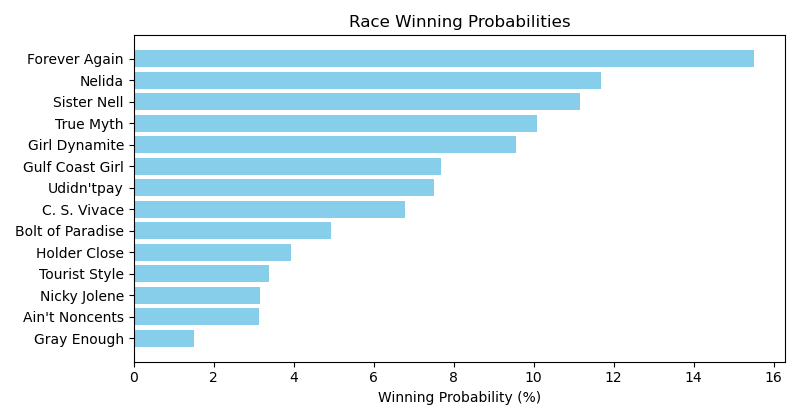 Race Winning Probabilities
Forever Again
Nelida
Sister Nell
True Myth
Girl Dynamite
Gulf Coast Girl
Udidn'tpay
C. S. Vivace
Bolt of Paradise
Holder Close
Tourist Style
Nicky Jolene
Ain't Noncents
Gray Enough
0 2 4 6 8 10 12 14 16
Winning Probability (%)